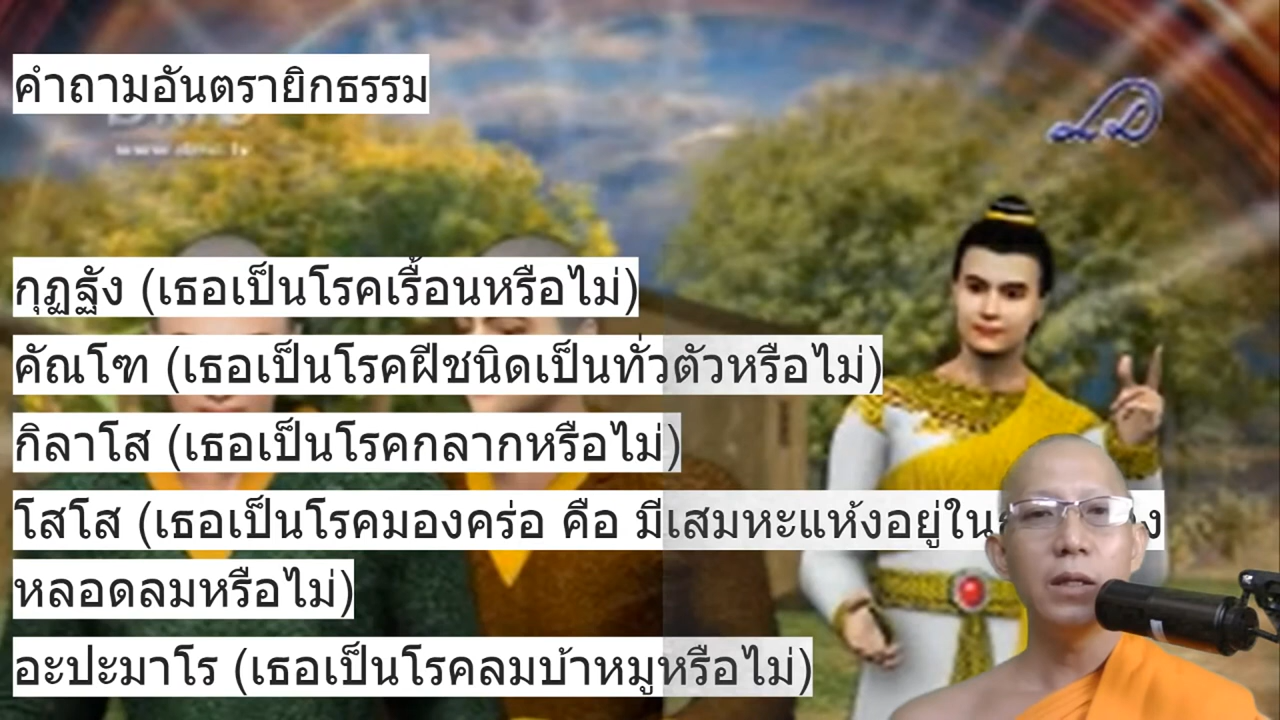 คำถามอันตรายิกธรรม
กุฏฐัง (เธอเป็นโรคเรื้อนหรือไม่)
คัณโฑ (เธอเป็นโรคฝีชนิดเป็นทั่วตัวหรือไม่)
กิลาโส (เธอเป็นโรคกลากหรือไม่)
โสโส (เธอเป็นโรคมองคร่อ คือ มีเสมหะแห้งอยู่ใน
หลอดลมหรือไม่)
อะปะมาโร (เธอเป็นโรคลมบ้าหมูหรือไม่)